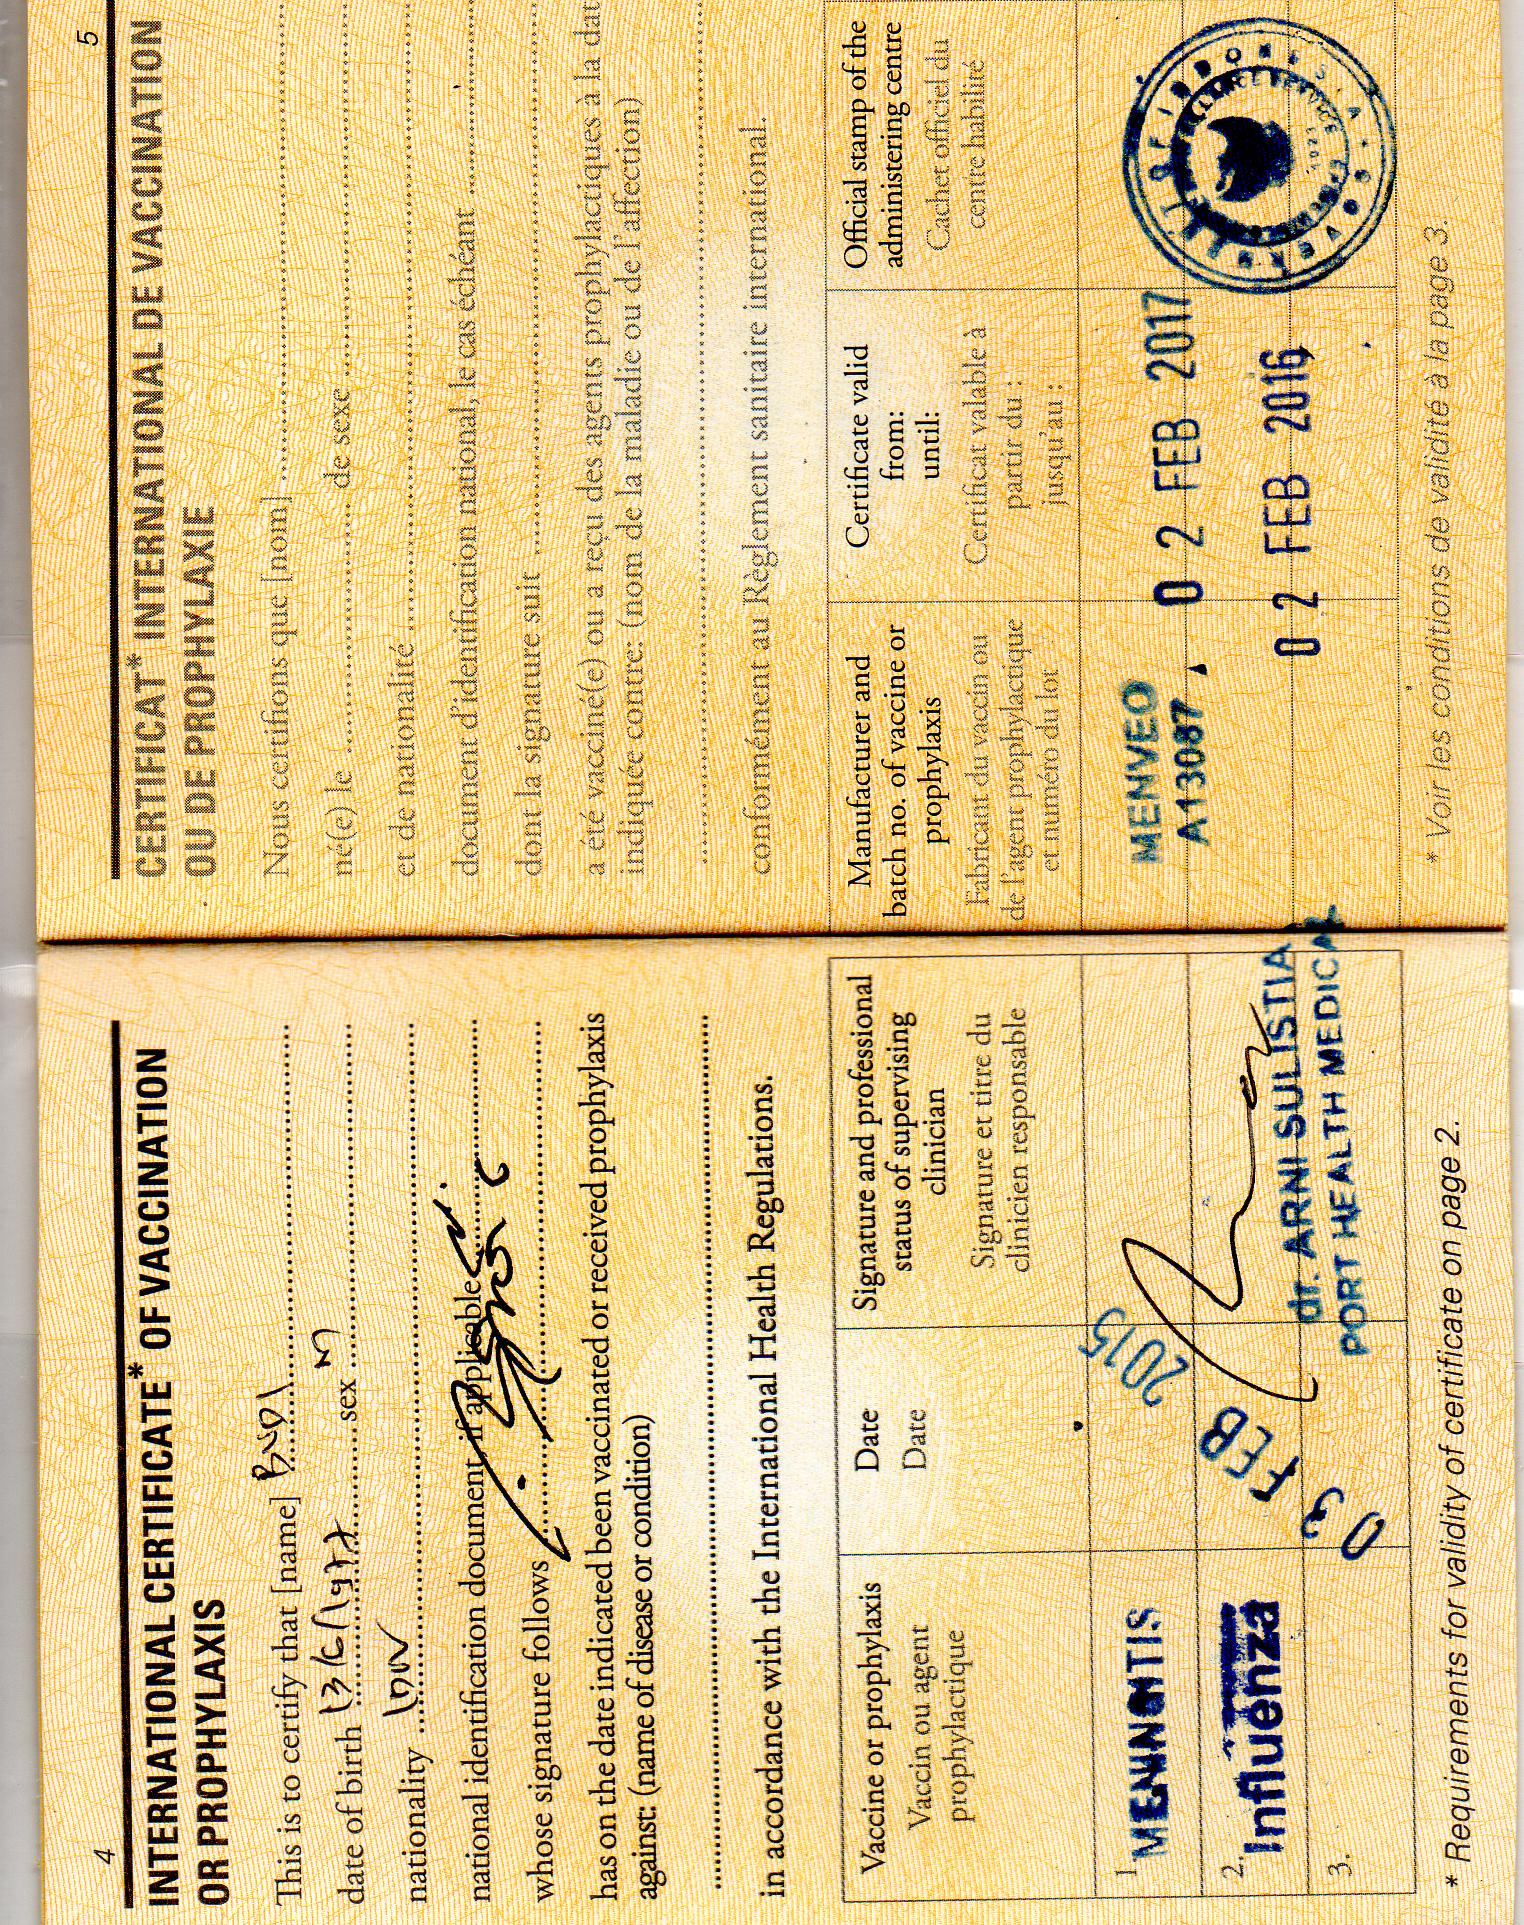 4
INTERNATIONAL CERTIFICATE* OF VACCINATION
OR PROPHYLAXIS
This is to certify that [name] BUDI
date of birth sex M
nationality
national identification document, if applicable
whose signature follows
has on the date indicated been vaccinated or received prophylaxis
against: (name of disease or condition)
in accordance with the International Health Regulations.
Vaccine or prophylaxis
Vaccin ou agent
prophylactique
Date
Date
Signature and professional
status of supervising
clinician
Signature et titre du
clinicien responsable
1. MENINGITIS
2. Influenza
3.
03 FEB 2015
dr. ARNI SULISTIA
PORT HEALTH MEDICAL
* Requirements for validity of certificate on page 2.
5
CERTIFICAT* INTERNATIONAL DE VACCINATION
OU DE PROPHYLAXIE
Nous certifions que [nom]
né(e) le de sexe
et de nationalité
document d'identification national, le cas échéant
dont la signature suit
a été vacciné(e) ou a reçu des agents prophylactiques à la dat
indiquée contre: (nom de la maladie ou de l'affection)
conformément au Règlement sanitaire international.
Manufacturer and
batch no. of vaccine or
prophylaxis
Fabricant du vaccin ou
de l'agent prophylactique
et numéro du lot
Certificate valid
from:
until:
Certificat valable à
partir du :
jusqu'au :
Official stamp of the
administering centre
Cachet officiel du
centre habilité
MENVEO
A13087
02 FEB 2017
02 FEB 2016
* Voir les conditions de validité à la page 3.